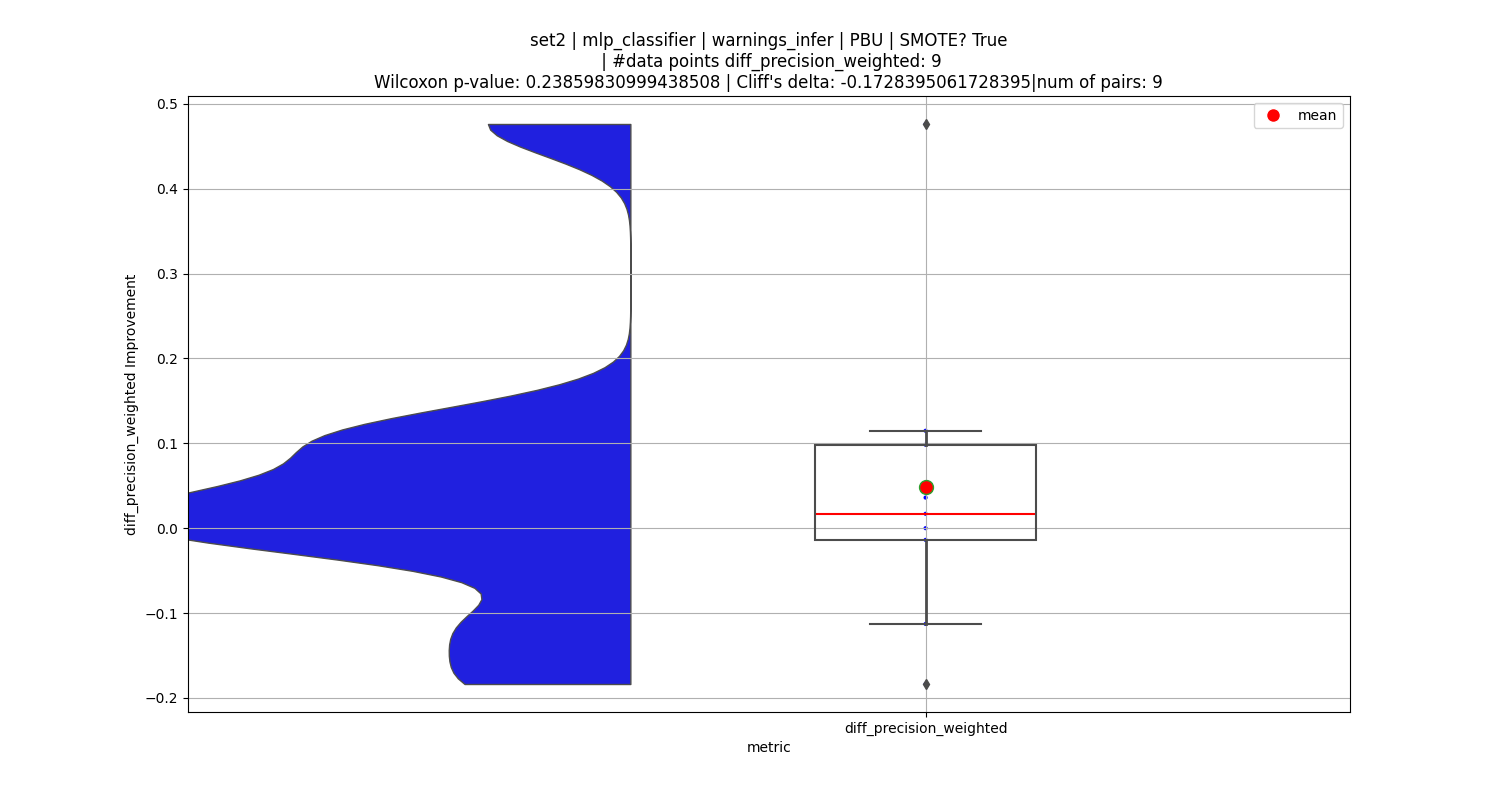 set2 | mlp_classifier | warnings_infer | PBU | SMOTE? True
| #data points diff_precision_weighted: 9
Wilcoxon p-value: 0.23859830999438508 | Cliff's delta: -0.1728395061728395|num of pairs: 9
mean
0.5
0.4
0.3
0.2
0.1
0.0
−0.1
−0.2
diff_precision_weighted Improvement
diff_precision_weighted
metric